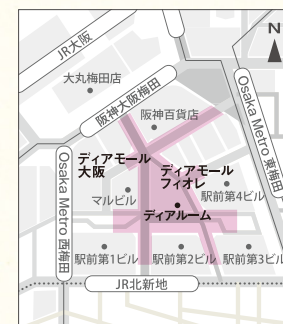 JR大阪
N
大丸梅田店
阪神大阪梅田
阪神百貨店
Osaka Metro 東梅田
ディアモール
大阪
ディアモール
フィオレ
Osaka Metro 西梅田
マルビル
駅前第4ビル
ディアルーム
駅前第1ビル
駅前第2ビル
駅前第3ビル
JR北新地